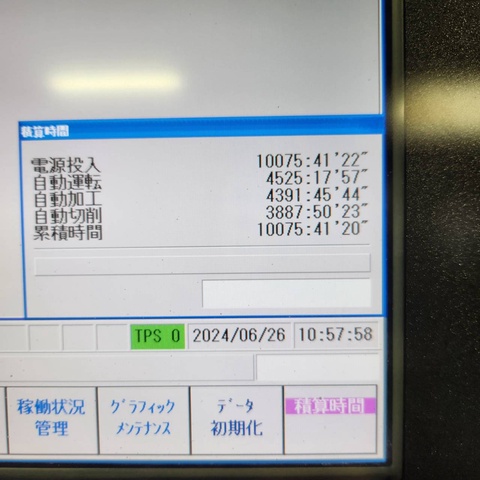 積算時間
電源投入 10075:41'22"
自動運転 4525:17'57"
自動加工 4391:45'44"
自動切削 3887:50'23"
累積時間 10075:41'20"
TPS 0 2024/06/26 10:57:58
稼働状況
管理
グラフィック
メンテナンス
データ
初期化
積算時間